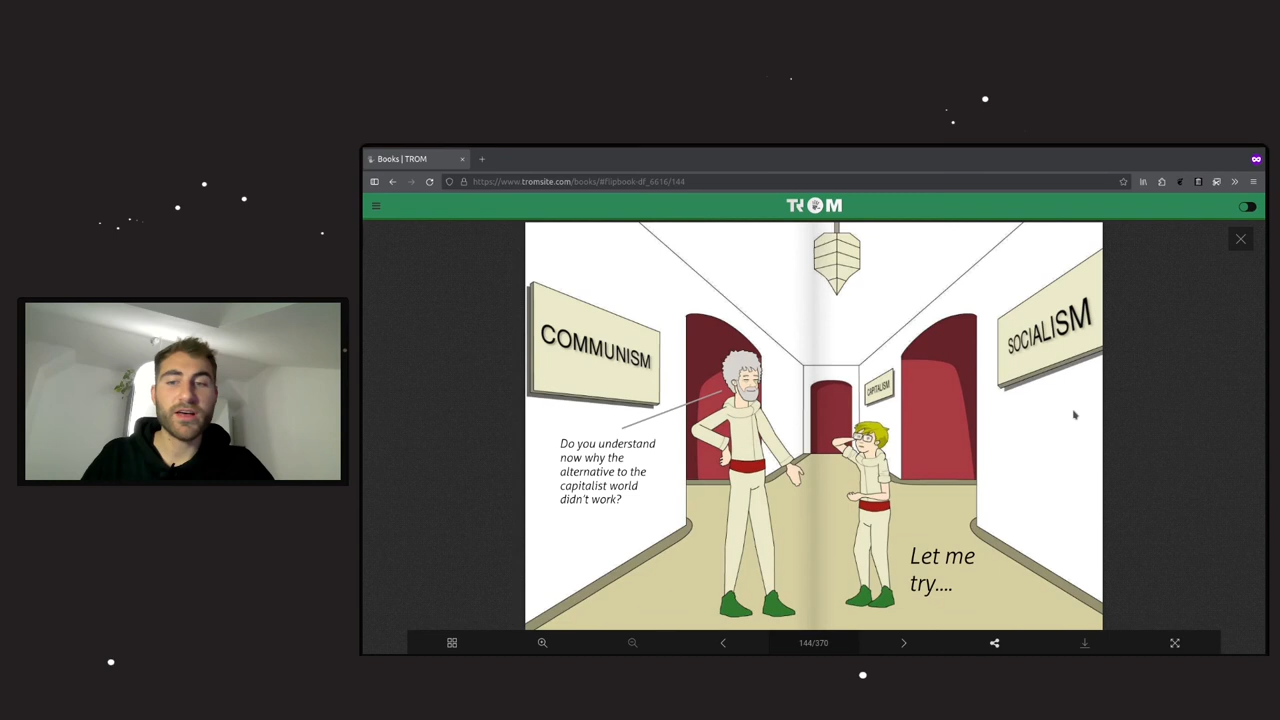 Books | TROM
https://www.tromsite.com/books/#flipbook-df_6616/144
TROM
COMMUNISM
SOCIALISM
CAPITALISM
Do you understand
now why the
alternative to the
capitalist world
didn't work?
Let me
try....
144/370